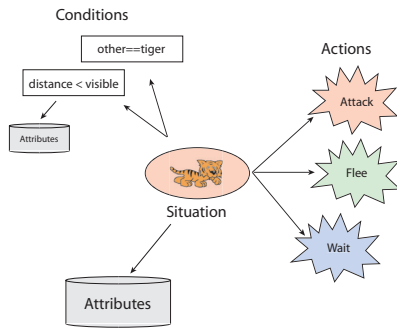 Conditions
other==tiger
distance < visible
Attributes
Situation
Attributes
Actions
Attack
Flee
Wait